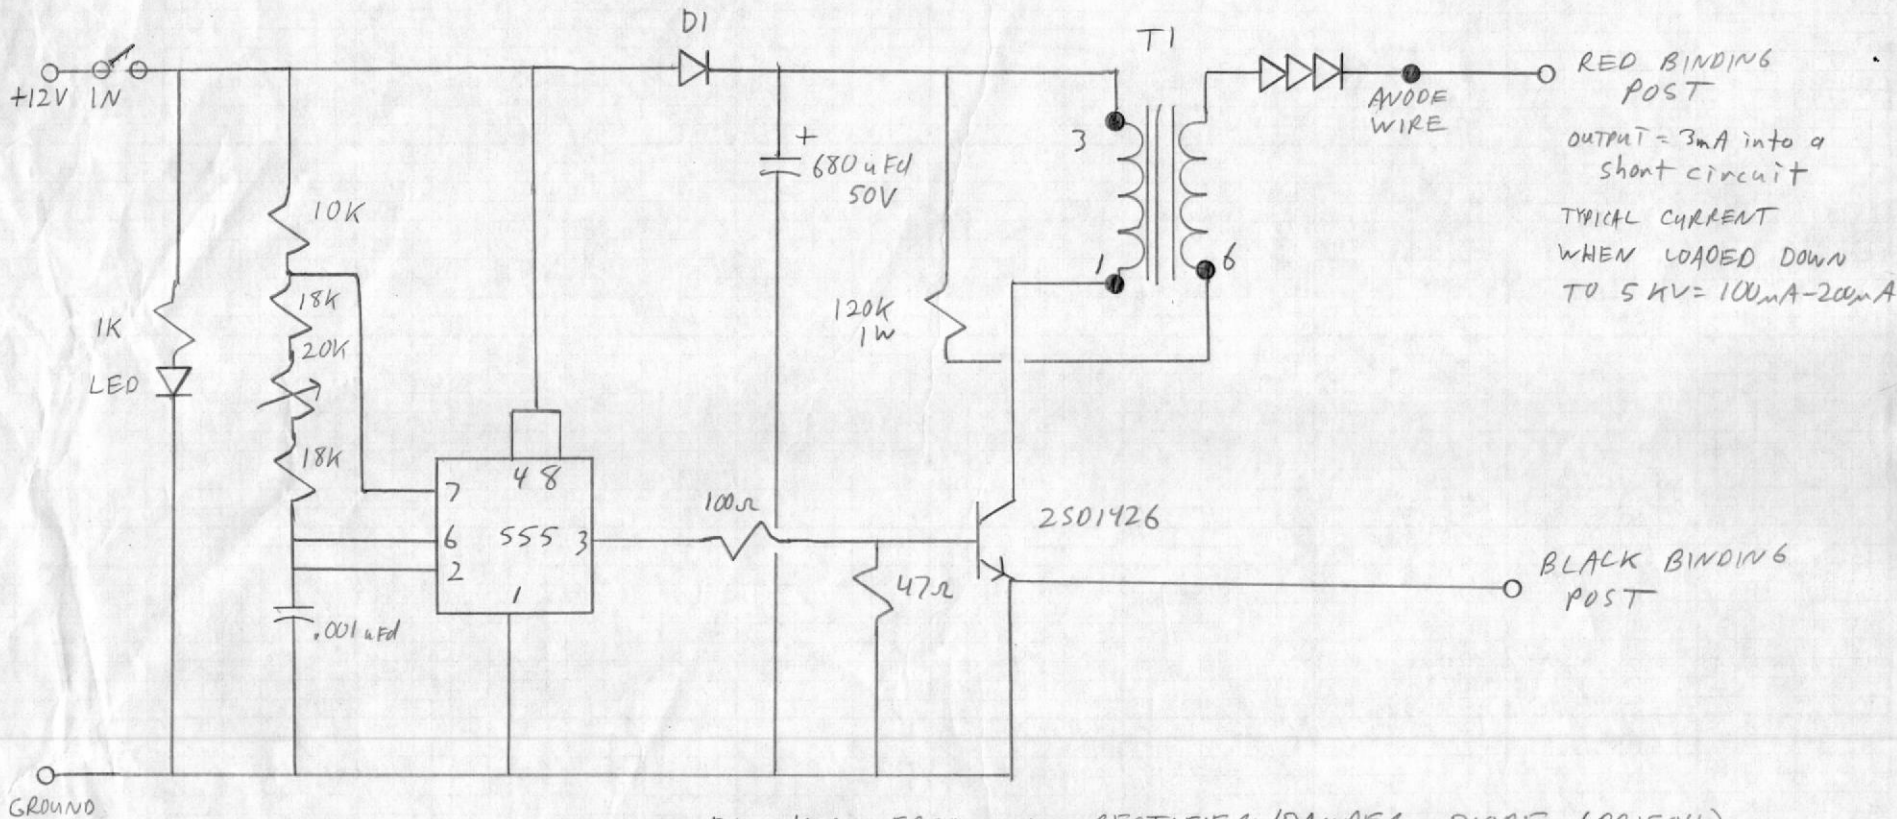 D1
T1
+12V IN
RED BINDING
POST
ANODE
WIRE
OUTPUT = 3mA into a
short circuit
TYPICAL CURRENT
WHEN LOADED DOWN
TO 5 KV = 100uA-200uA
+
680 uFd
50V
3
1
6
10K
18K
20K
18K
1K
LED
120K
1W
7
4 8
6
555
3
2
1
.001 uFd
100Ω
47Ω
2SD1426
BLACK BINDING
POST
GROUND